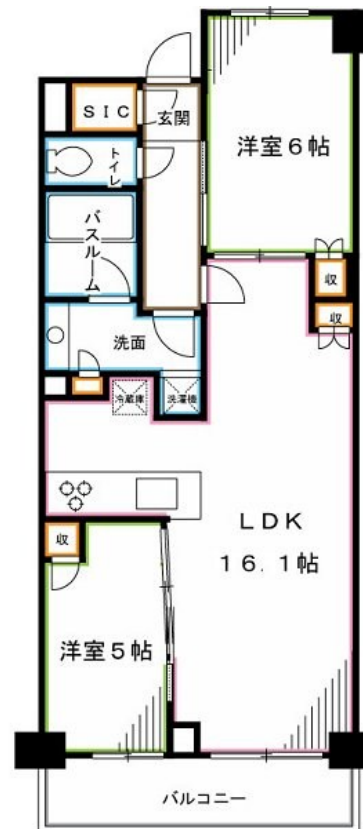 SIC
玄関
洋室6帖
トイレ
バスルーム
収
収
洗面
冷蔵庫
洗濯機
LDK
16.1帖
収
洋室5帖
バルコニー